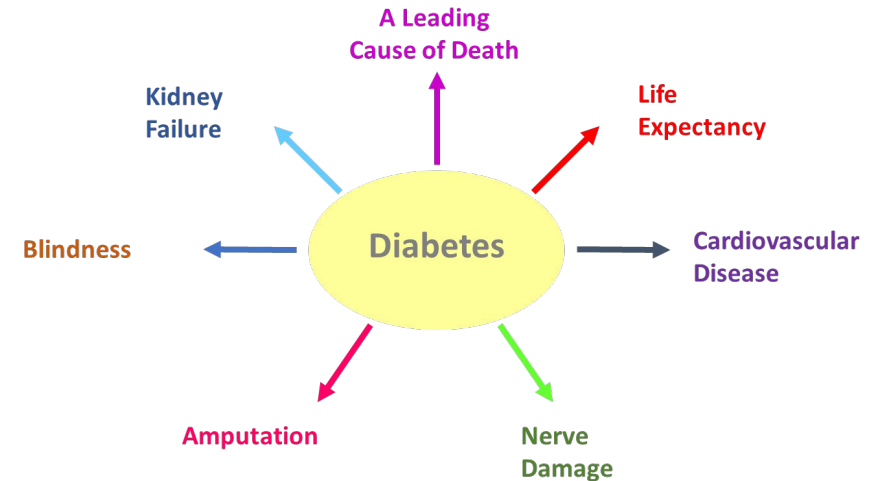 A Leading
Cause of Death
Kidney
Failure
Life
Expectancy
Blindness
Diabetes
Cardiovascular
Disease
Amputation
Nerve
Damage